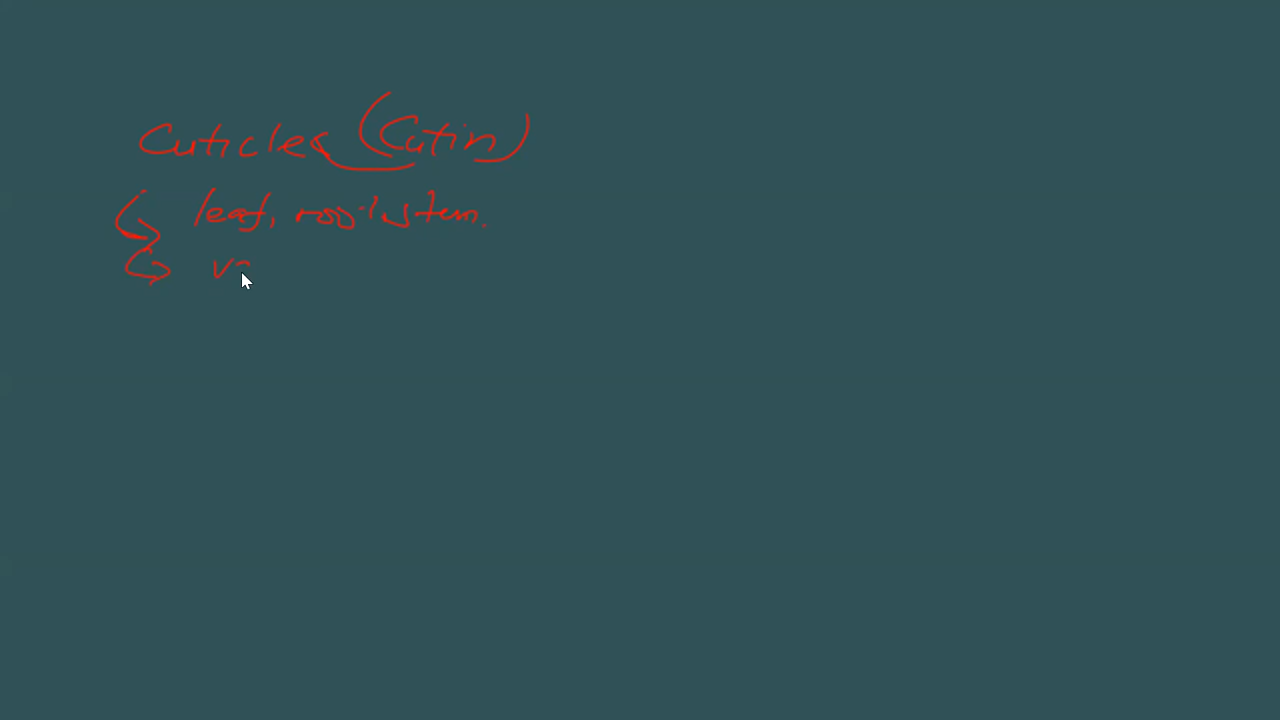 Cuticles (Cutin)
leaf, root, stem.